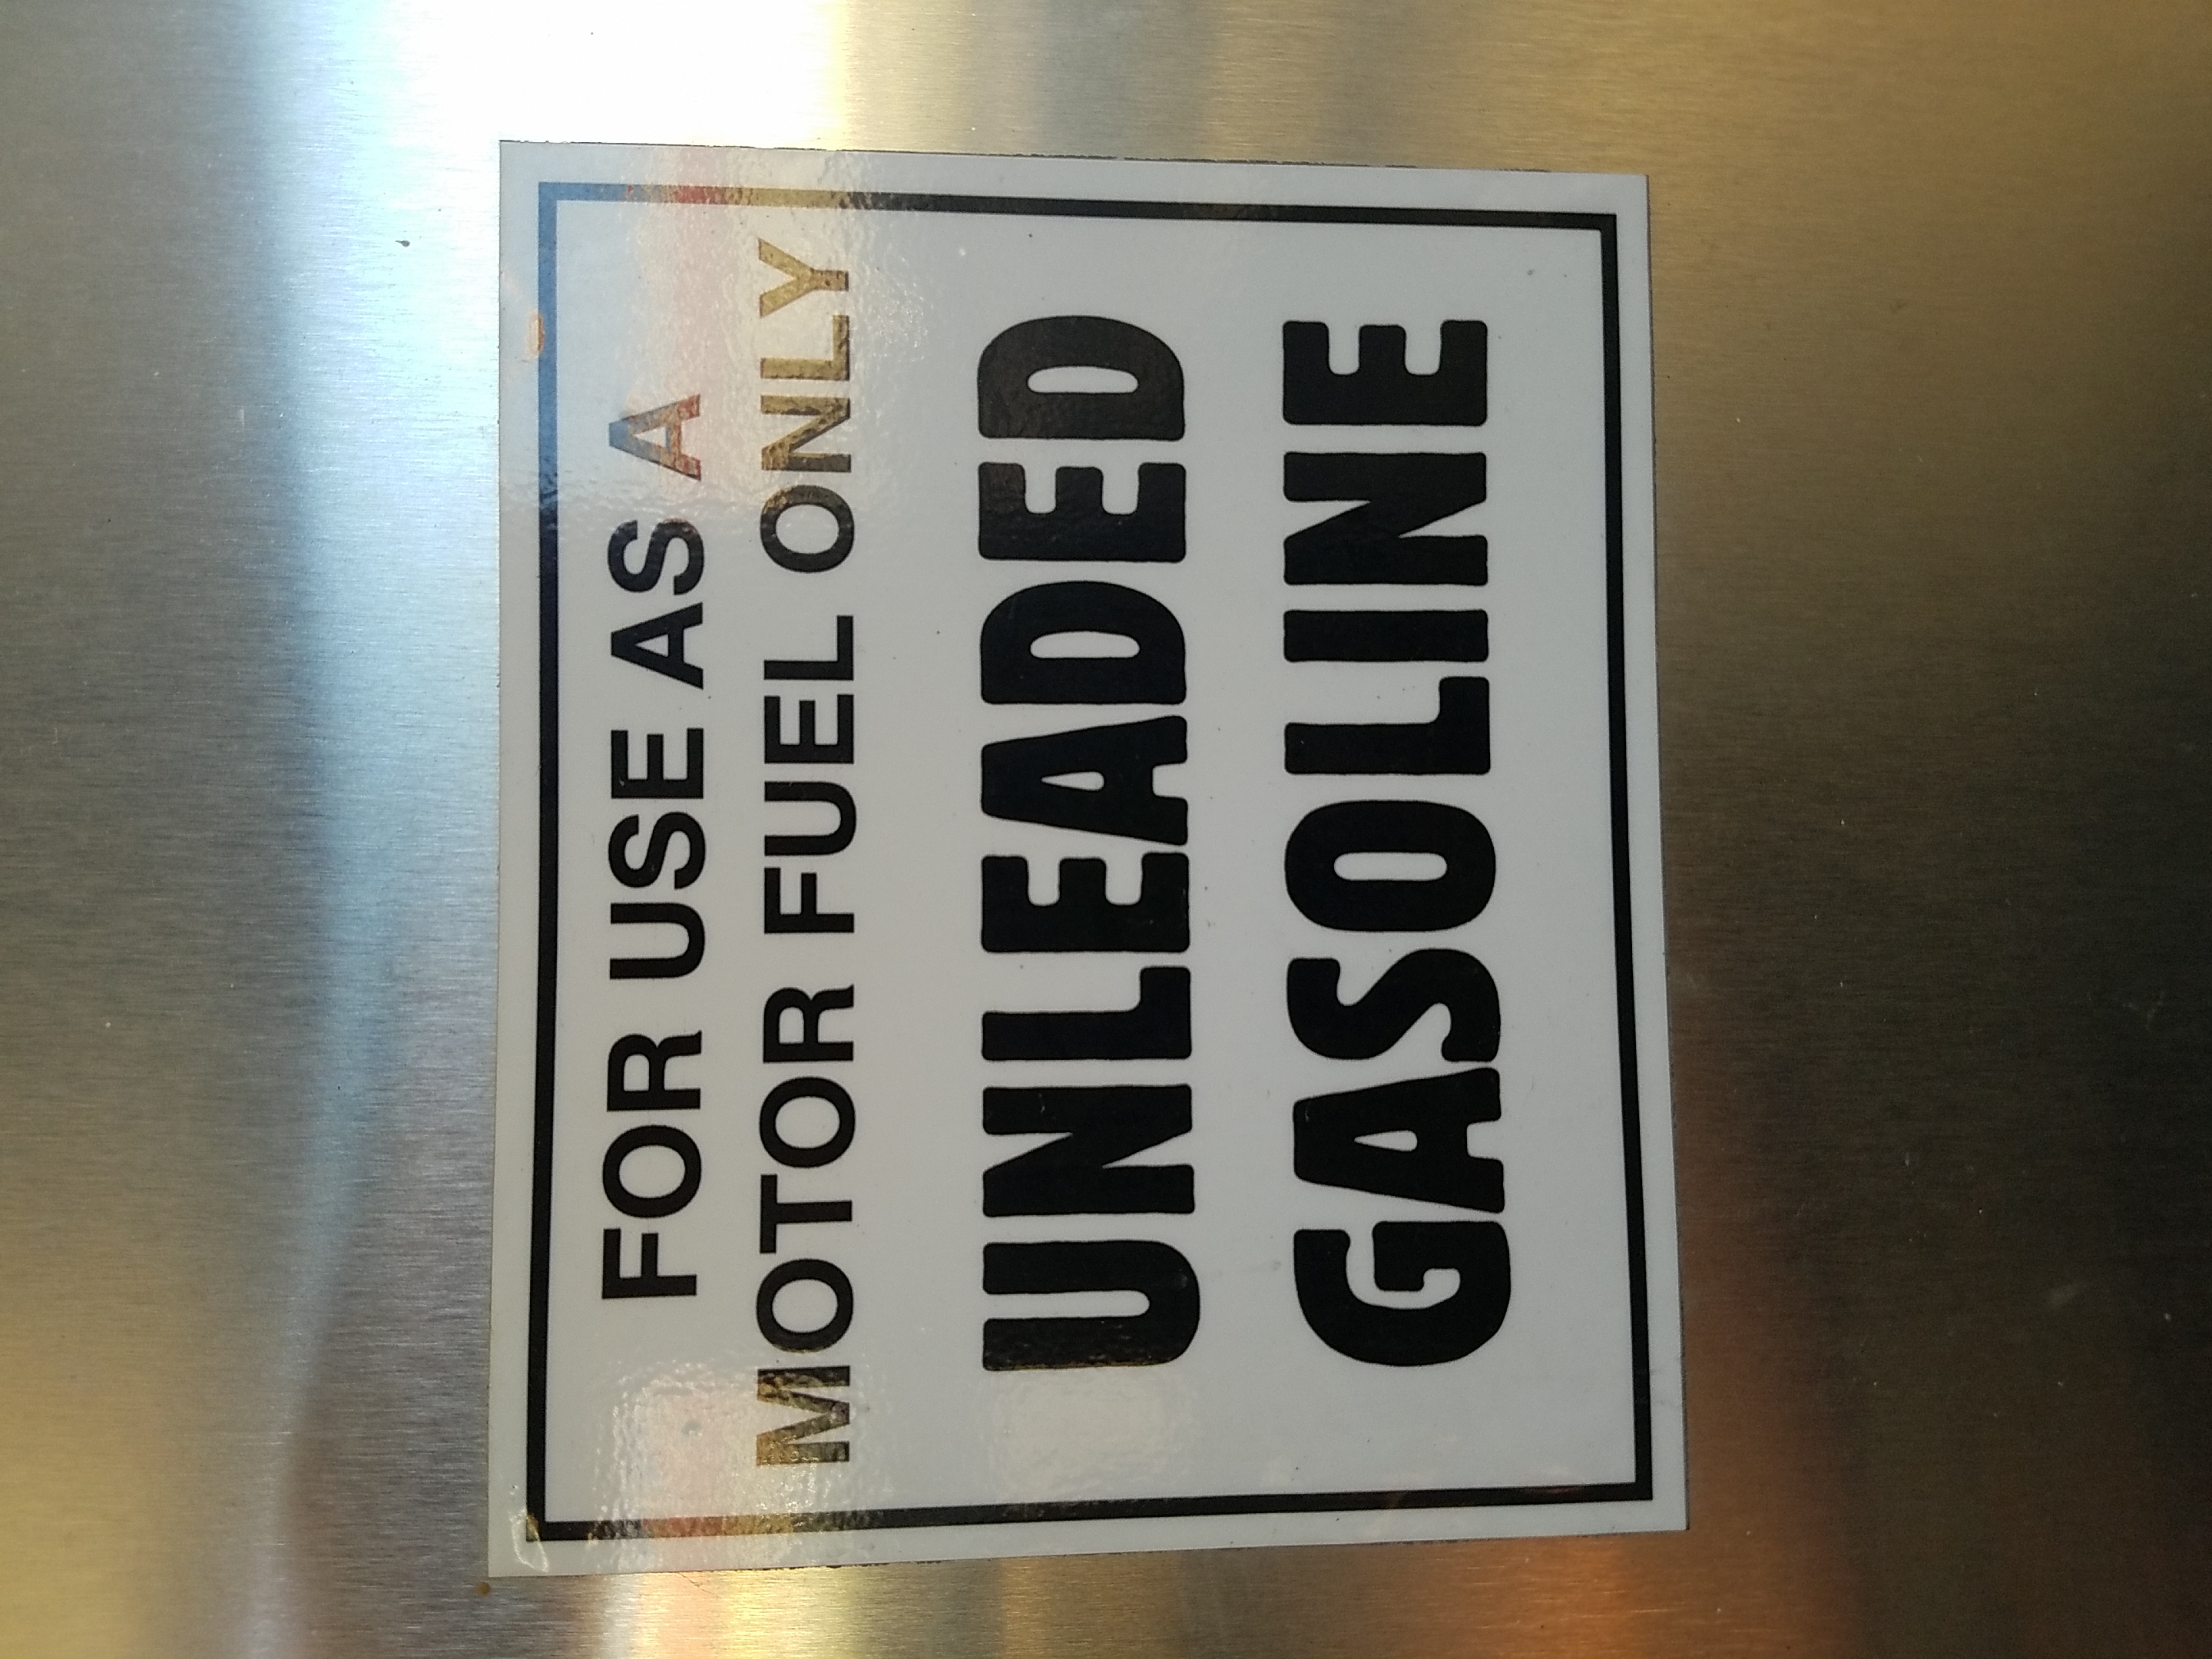 FOR USE AS A
MOTOR FUEL ONLY
UNLEADED
GASOLINE